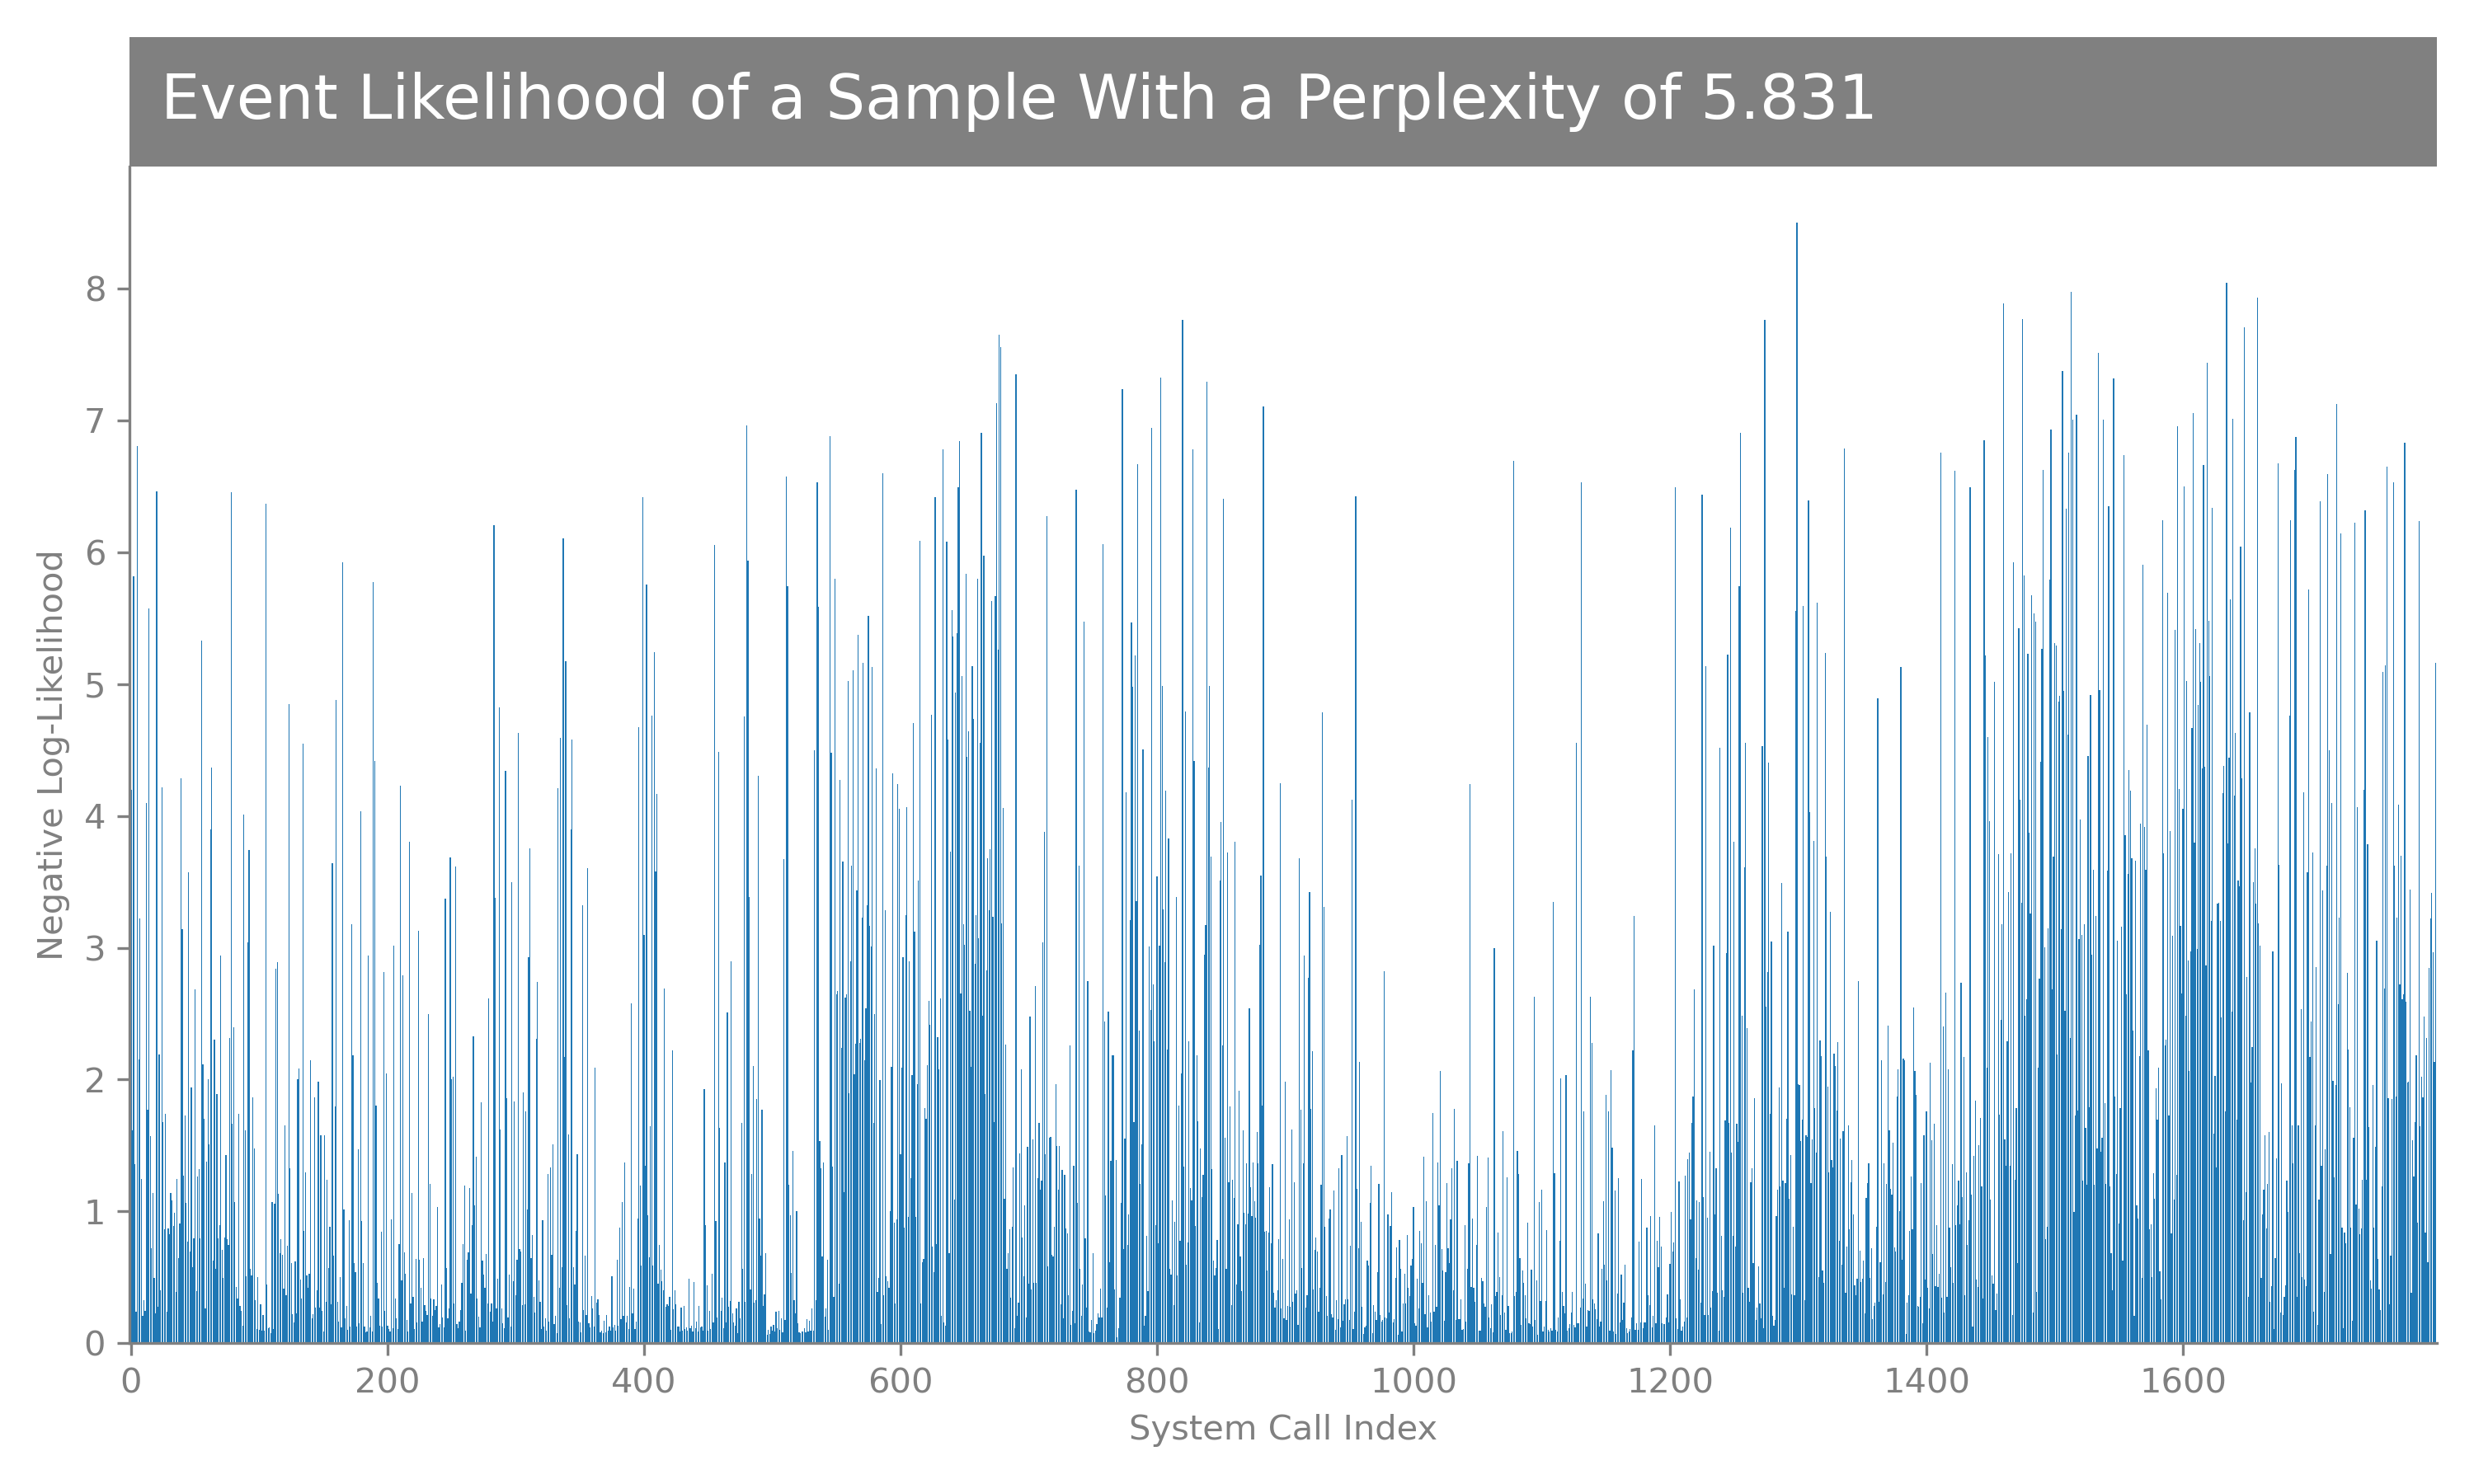 Event Likelihood of a Sample With a Perplexity of 5.831
Negative Log-Likelihood
8
7
6
5
4
3
2
1
0
0 200 400 600 800 1000 1200 1400 1600
System Call Index